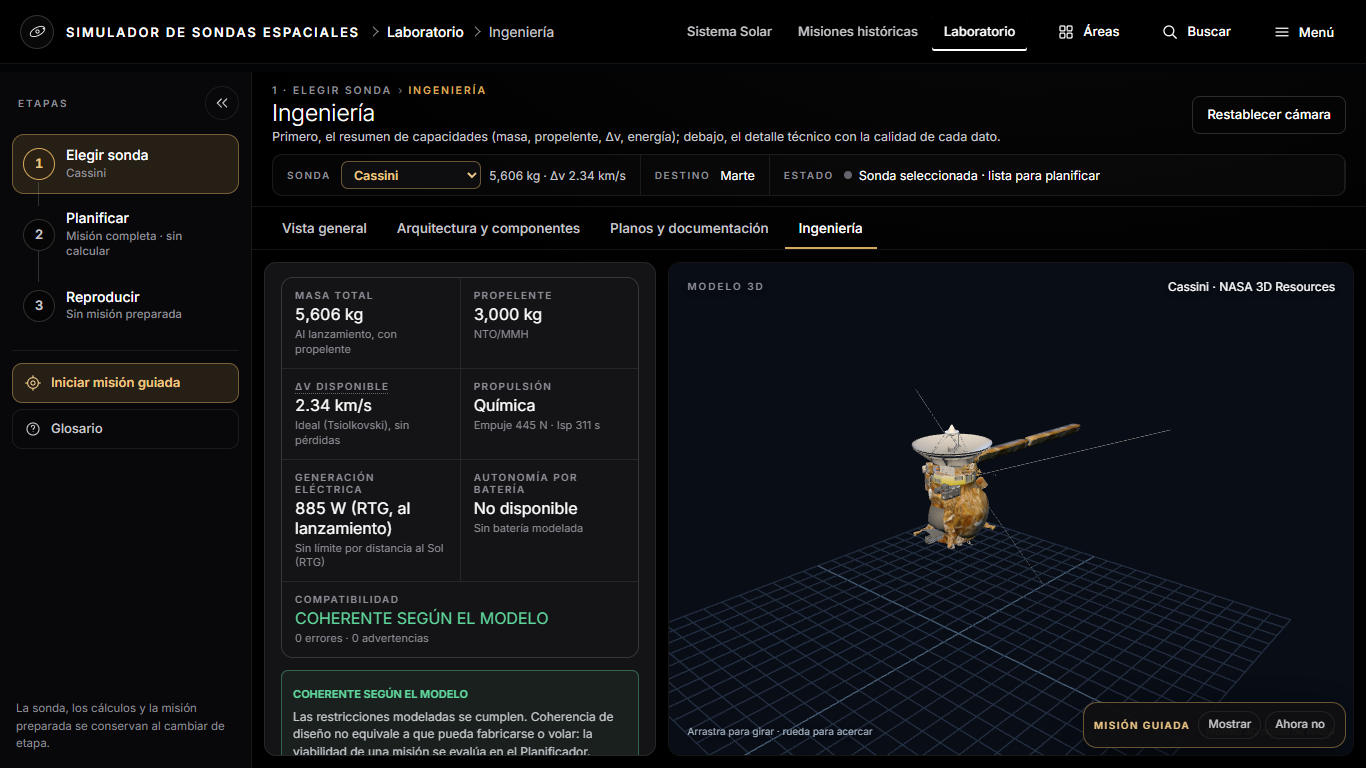 SIMULADOR DE SONDAS ESPACIALES > Laboratorio > Ingeniería
Sistema Solar
Misiones históricas
Laboratorio
Áreas
Buscar
Menú
ETAPAS
1
Elegir sonda
Cassini
2
Planificar
Misión completa · sin
calcular
3
Reproducir
Sin misión preparada
Iniciar misión guiada
Glosario
La sonda, los cálculos y la misión
preparada se conservan al cambiar de
etapa.
1 · ELEGIR SONDA › INGENIERÍA
Ingeniería
Primero, el resumen de capacidades (masa, propelente, Δv, energía); debajo, el detalle técnico con la calidad de cada dato.
Restablecer cámara
SONDA
Cassini
5,606 kg · Δv 2.34 km/s
DESTINO Marte
ESTADO
Sonda seleccionada · lista para planificar
Vista general
Arquitectura y componentes
Planos y documentación
Ingeniería
MASA TOTAL
5,606 kg
Al lanzamiento, con
propelente
PROPELENTE
3,000 kg
NTO/MMH
ΔV DISPONIBLE
2.34 km/s
Ideal (Tsiolkovski), sin
pérdidas
PROPULSIÓN
Química
Empuje 445 N · Isp 311 s
GENERACIÓN
ELÉCTRICA
885 W (RTG, al
lanzamiento)
Sin límite por distancia al Sol
(RTG)
AUTONOMÍA POR
BATERÍA
No disponible
Sin batería modelada
COMPATIBILIDAD
COHERENTE SEGÚN EL MODELO
0 errores · 0 advertencias
COHERENTE SEGÚN EL MODELO
Las restricciones modeladas se cumplen. Coherencia de
diseño no equivale a que pueda fabricarse o volar: la
viabilidad de una misión se evalúa en el Planificador.
MODELO 3D
Cassini · NASA 3D Resources
Arrastra para girar · rueda para acercar
MISIÓN GUIADA
Mostrar
Ahora no